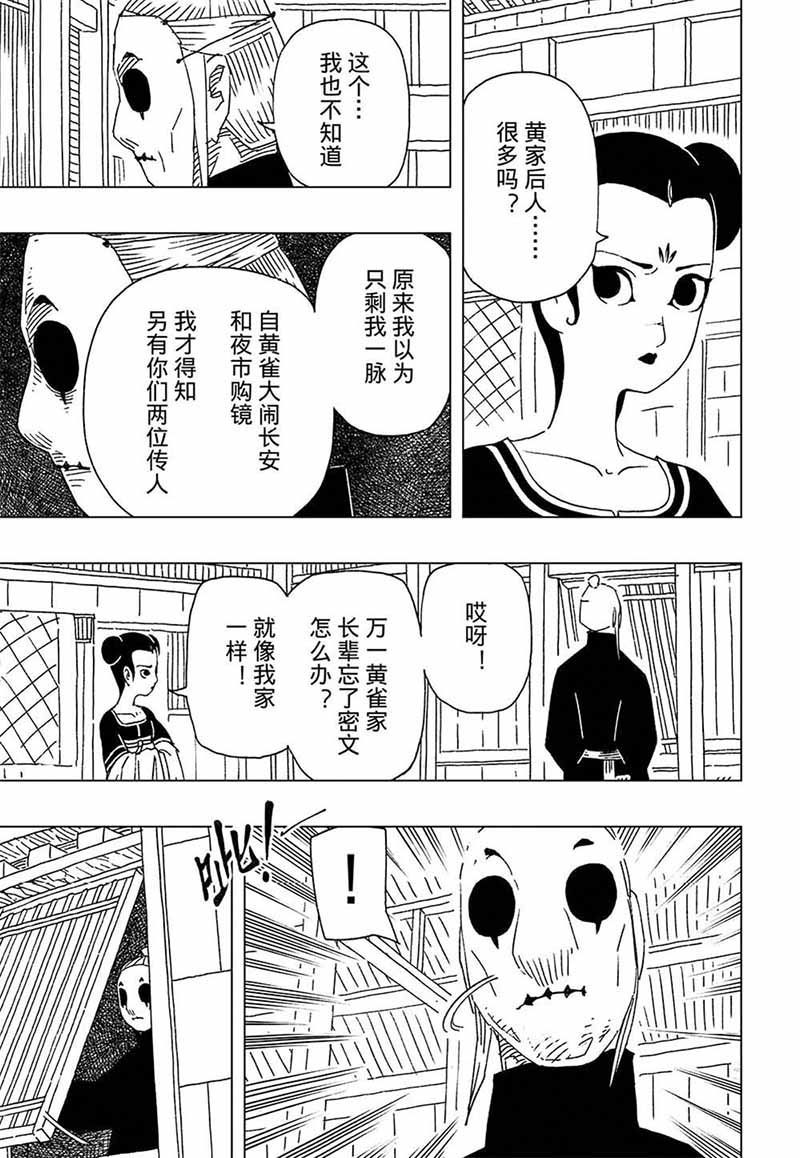 黄家后人……
很多吗？
这个…
我也不知道
原来我以为
只剩我一脉
自黄雀大闹长安
和夜市购镜
我才得知
另有你们两位传人
哎呀！
万一黄雀家
长辈忘了密文
怎么办？
就像我家
一样！
！
呲！